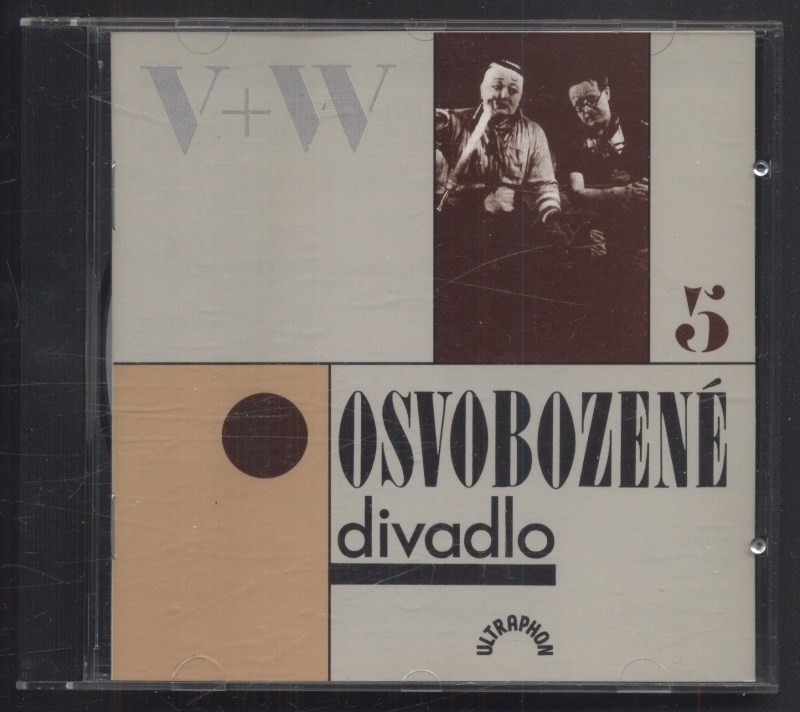 V+W
5
OSVOBOZENÉ
divadlo
ULTRAPHON